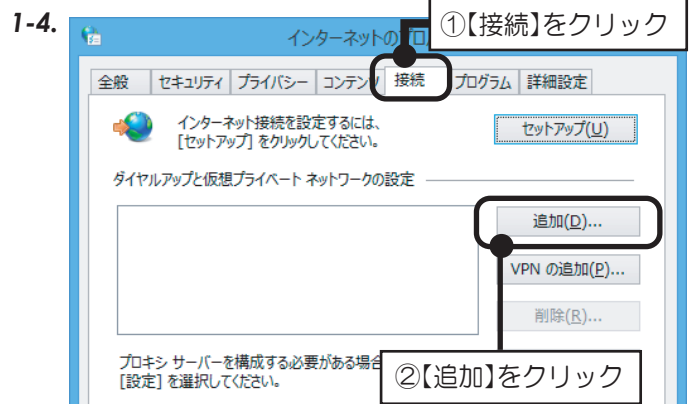 1-4.
①【接続】をクリック
インターネットのプロ
全般 セキュリティ プライバシー コンテンツ 接続 プログラム 詳細設定
インターネット接続を設定するには、
[セットアップ] をクリックしてください。
セットアップ(U)
ダイヤルアップと仮想プライベート ネットワークの設定
追加(D)...
VPN の追加(P)...
削除(R)...
プロキシ サーバーを構成する必要がある場合
[設定] を選択してください。
②【追加】をクリック